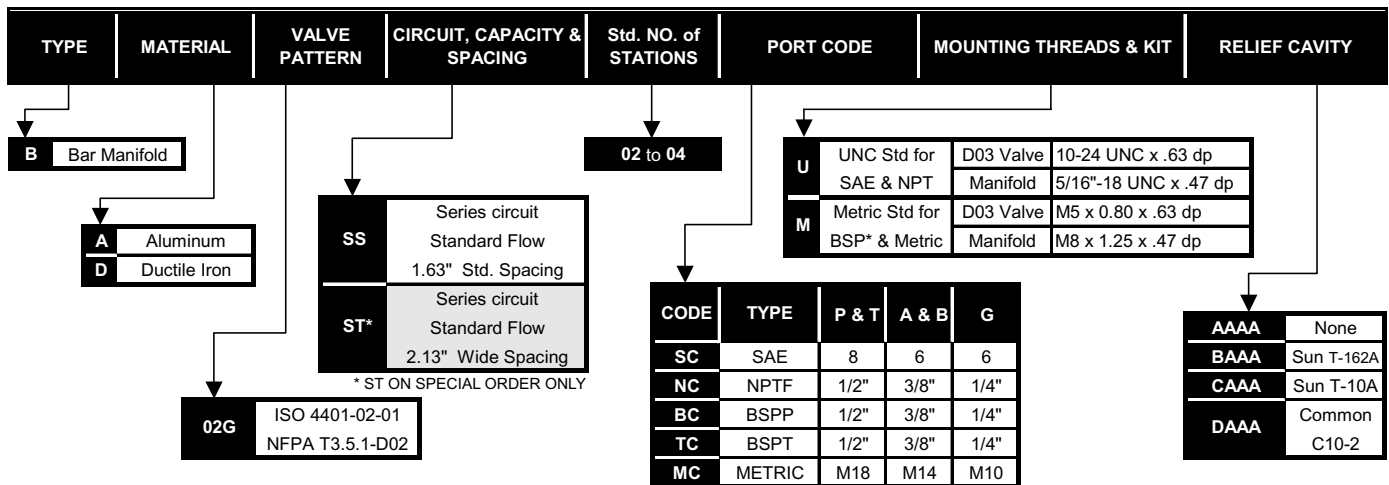 TYPE MATERIAL VALVE PATTERN CIRCUIT, CAPACITY & SPACING Std. NO. of STATIONS PORT CODE MOUNTING THREADS & KIT RELIEF CAVITY
B Bar Manifold
A Aluminum
D Ductile Iron
02G ISO 4401-02-01
NFPA T3.5.1-D02
SS Series circuit
Standard Flow
1.63" Std. Spacing
ST* Series circuit
Standard Flow
2.13" Wide Spacing
* ST ON SPECIAL ORDER ONLY
02 to 04
CODE TYPE P & T A & B G
SC SAE 8 6 6
NC NPTF 1/2" 3/8" 1/4"
BC BSPP 1/2" 3/8" 1/4"
TC BSPT 1/2" 3/8" 1/4"
MC METRIC M18 M14 M10
U UNC Std for D03 Valve 10-24 UNC x .63 dp
SAE & NPT Manifold 5/16"-18 UNC x .47 dp
M Metric Std for D03 Valve M5 x 0.80 x .63 dp
BSP* & Metric Manifold M8 x 1.25 x .47 dp
AAAA None
BAAA Sun T-162A
CAAA Sun T-10A
DAAA Common
C10-2